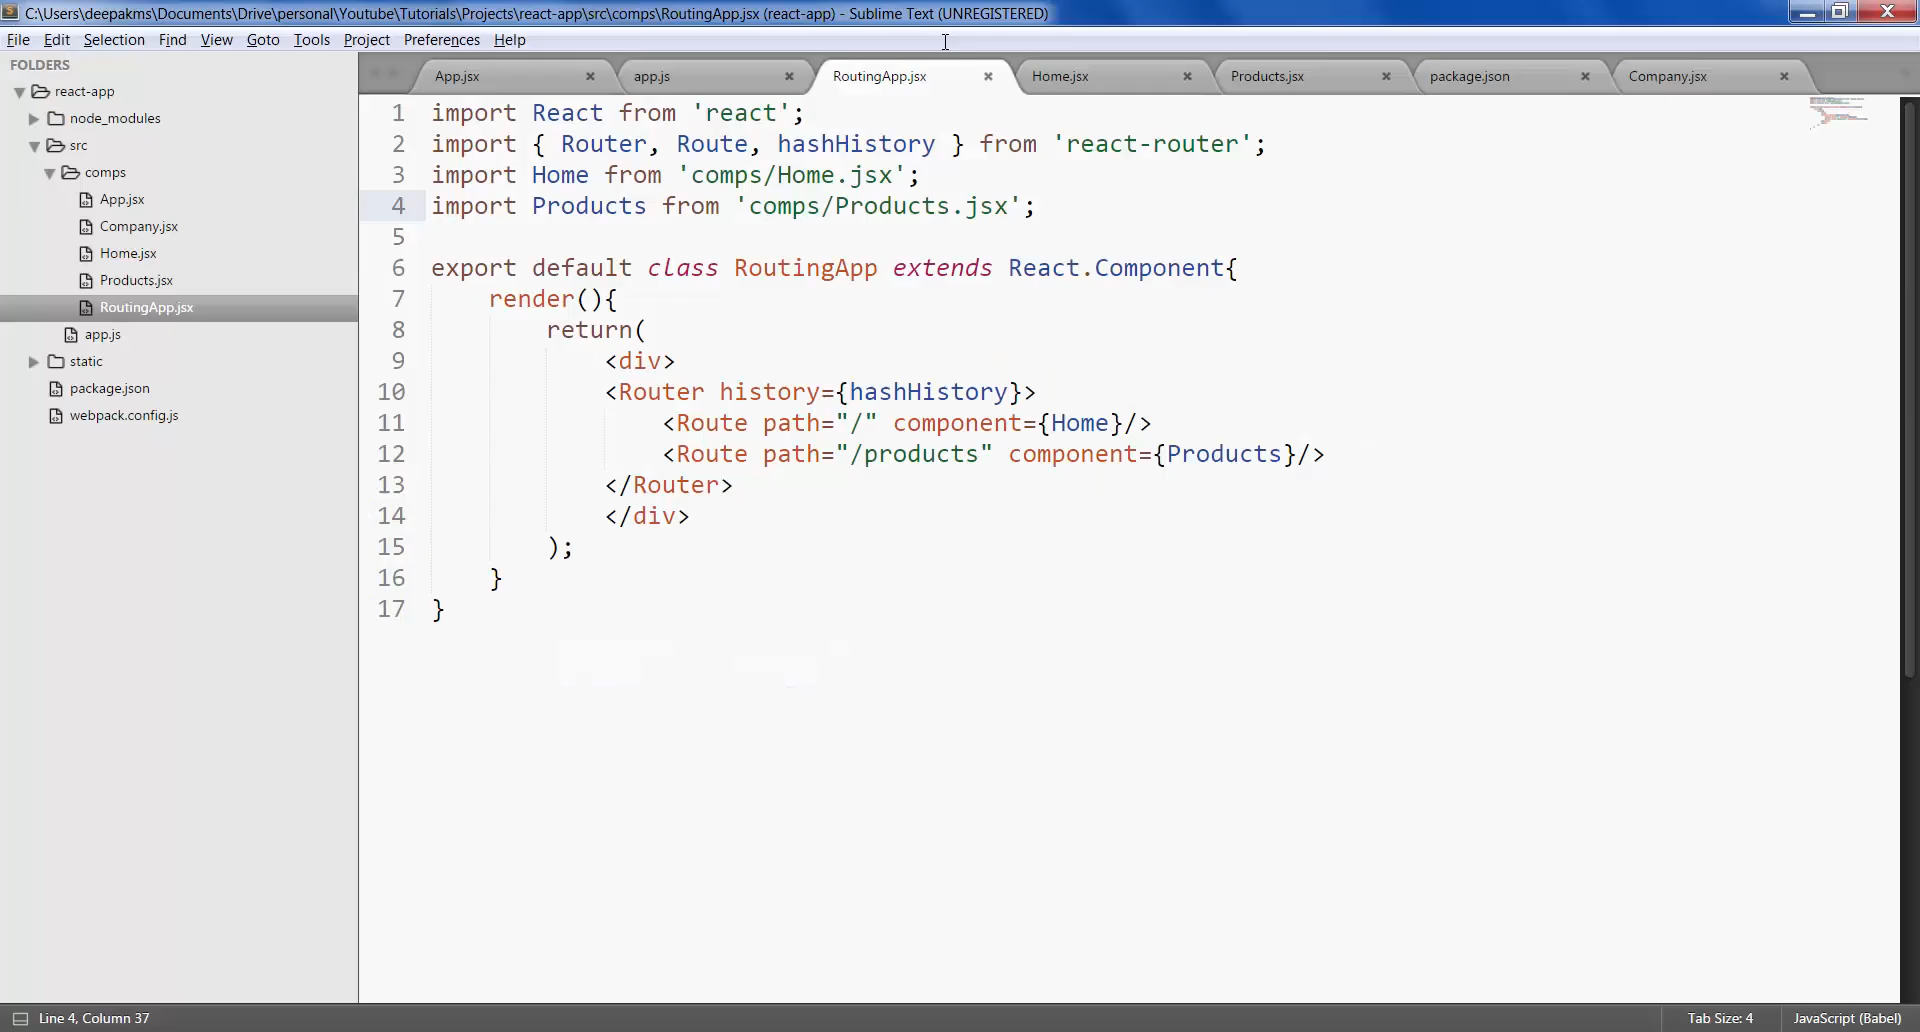 C:\Users\deepakms\Documents\Drive\personal\Youtube\Tutorials\Projects\react-app\src\comps\RoutingApp.jsx (react-app) - Sublime Text (UNREGISTERED)
File Edit Selection Find View Goto Tools Project Preferences Help
FOLDERS
react-app
node_modules
src
comps
App.jsx
Company.jsx
Home.jsx
Products.jsx
RoutingApp.jsx
app.js
static
package.json
webpack.config.js
App.jsx app.js RoutingApp.jsx Home.jsx Products.jsx package.json Company.jsx
1 import React from 'react';
2 import { Router, Route, hashHistory } from 'react-router';
3 import Home from 'comps/Home.jsx';
4 import Products from 'comps/Products.jsx';
5
6 export default class RoutingApp extends React.Component{
7 render(){
8 return(
9 <div>
10 <Router history={hashHistory}>
11 <Route path="/" component={Home}/>
12 <Route path="/products" component={Products}/>
13 </Router>
14 </div>
15 );
16 }
17 }
Line 4, Column 37 Tab Size: 4 JavaScript (Babel)